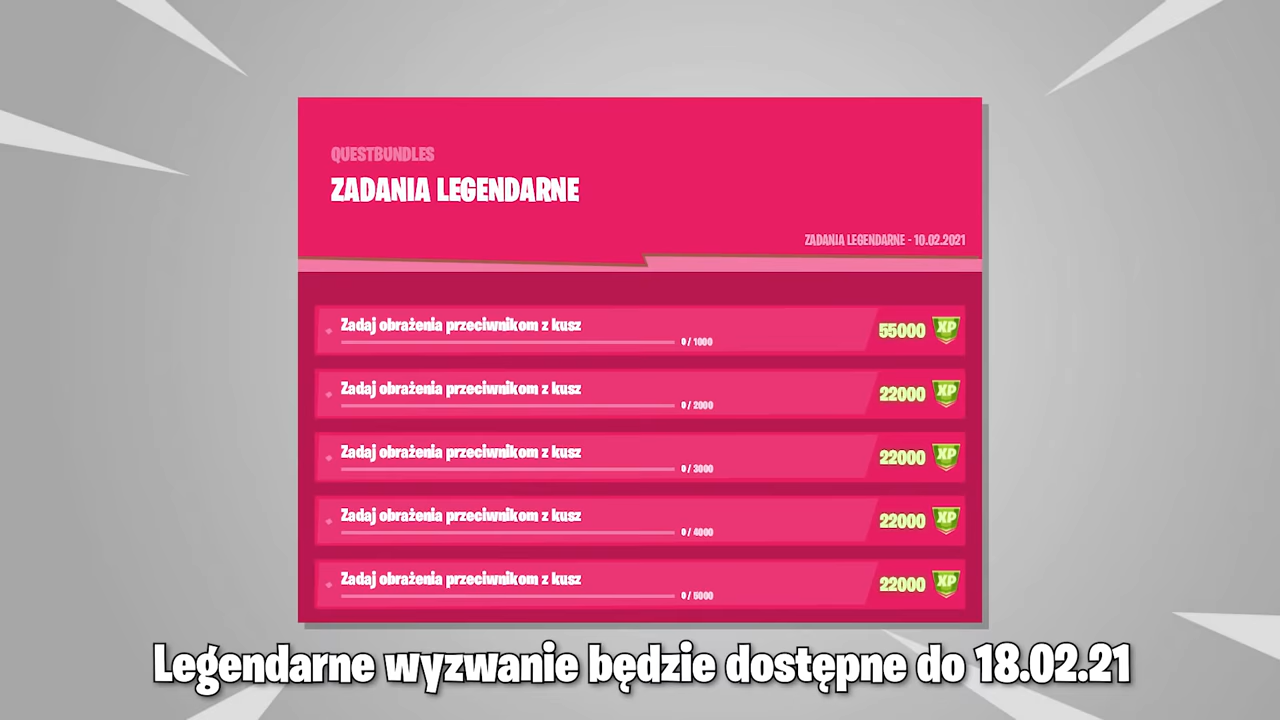 QUESTBUNDLES
ZADANIA LEGENDARNE
ZADANIA LEGENDARNE - 10.02.2021
Zadaj obrażenia przeciwnikom z kusz
0 / 1000
55000 XP
Zadaj obrażenia przeciwnikom z kusz
0 / 2000
22000 XP
Zadaj obrażenia przeciwnikom z kusz
0 / 3000
22000 XP
Zadaj obrażenia przeciwnikom z kusz
0 / 4000
22000 XP
Zadaj obrażenia przeciwnikom z kusz
0 / 5000
22000 XP
Legendarne wyzwanie będzie dostępne do 18.02.21